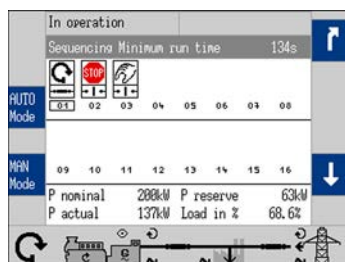 In operation
Sequencing Minimum run time 134s
STOP
AUTO Mode
01 02 03 04 05 06 07 08
MAN Mode
09 10 11 12 13 14 15 16
P nominal 200kW P reserve 63kW
P actual 137kW Load in % 68.6%
G